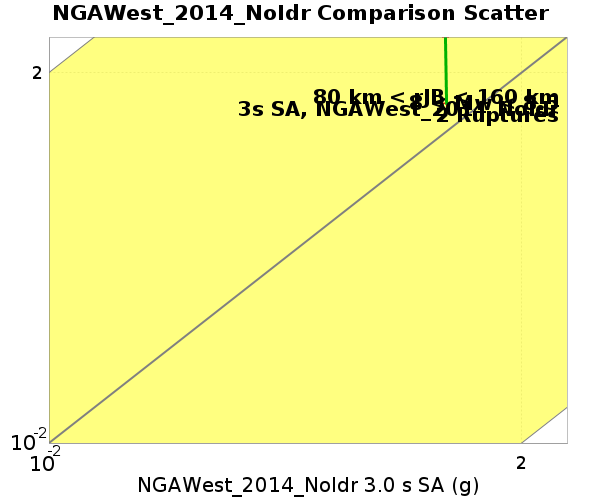 NGAWest_2014_NoIdr Comparison Scatter
2
80 km < rJB < 160 km
3s SA, NGAWest_2014_NoIdr
2 Ruptures
10-2
10-2
2
NGAWest_2014_NoIdr 3.0 s SA (g)